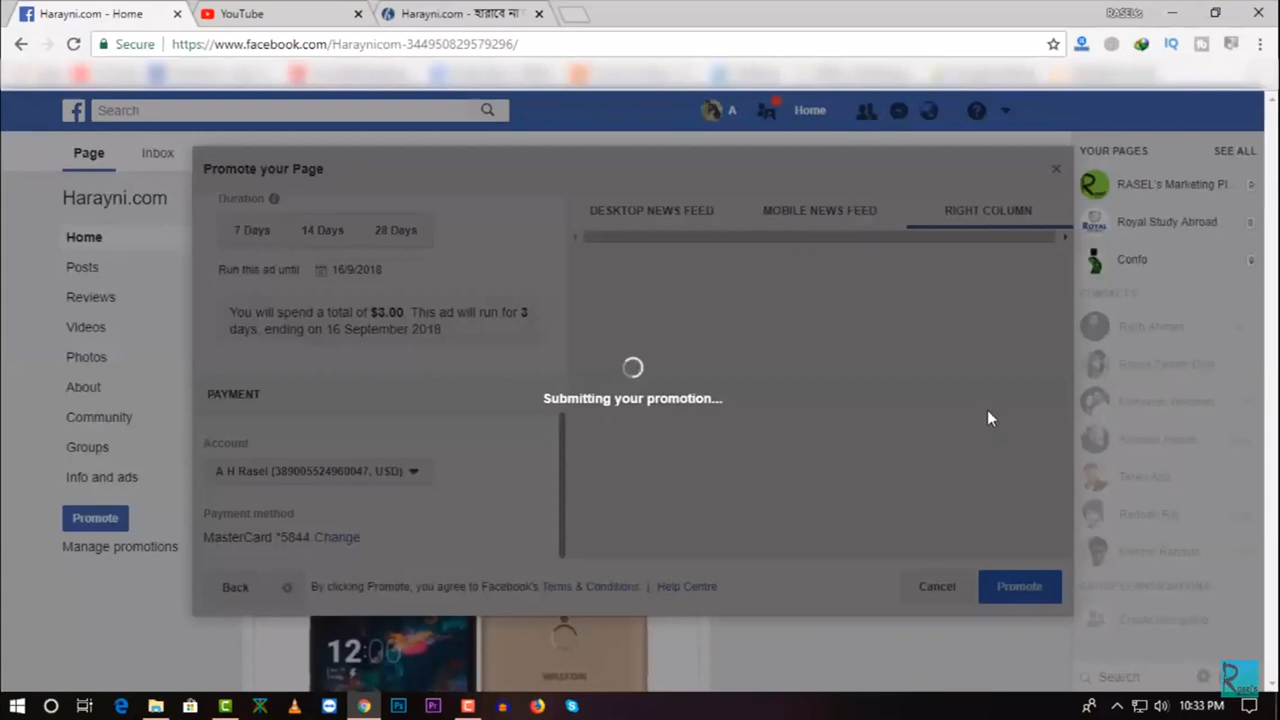 Harayni.com - Home
YouTube
Harayni.com - হারাবে না
RASEL's
Secure
https://www.facebook.com/Haraynicom-344950829579296/
IQ
Search
A
Home
Page
Inbox
Promote your Page
YOUR PAGES
SEE ALL
Harayni.com
Duration
DESKTOP NEWS FEED
MOBILE NEWS FEED
RIGHT COLUMN
RASEL's Marketing Pl...
7 Days
14 Days
28 Days
Royal Study Abroad
Home
Posts
Run this ad until
16/9/2018
Confo
Reviews
You will spend a total of $3.00. This ad will run for 3
days, ending on 16 September 2018
Videos
Photos
About
PAYMENT
Submitting your promotion...
Community
Groups
Account
A H Rasel (389005524960047, USD)
Info and ads
Promote
Payment method
MasterCard *5844 Change
Manage promotions
Back
By clicking Promote, you agree to Facebook's Terms & Conditions. | Help Centre
Cancel
Promote
12:00
Search
10:33 PM